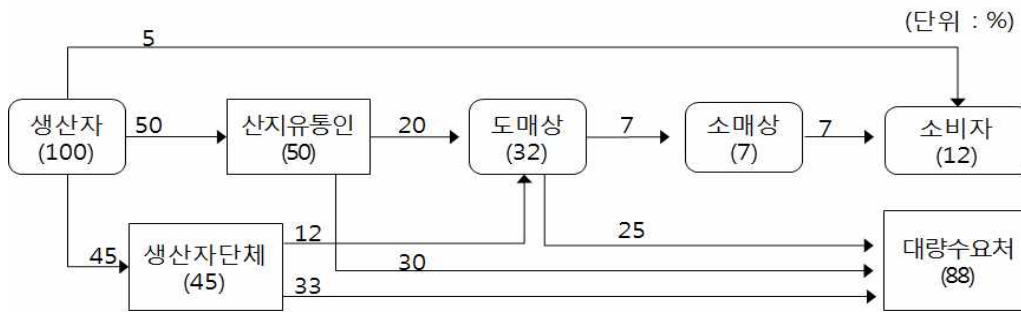 (단위 : %)
5
생산자
(100)
50
산지유통인
(50)
20
도매상
(32)
7
소매상
(7)
7
소비자
(12)
45
생산자단체
(45)
12
30
33
25
대량수요처
(88)